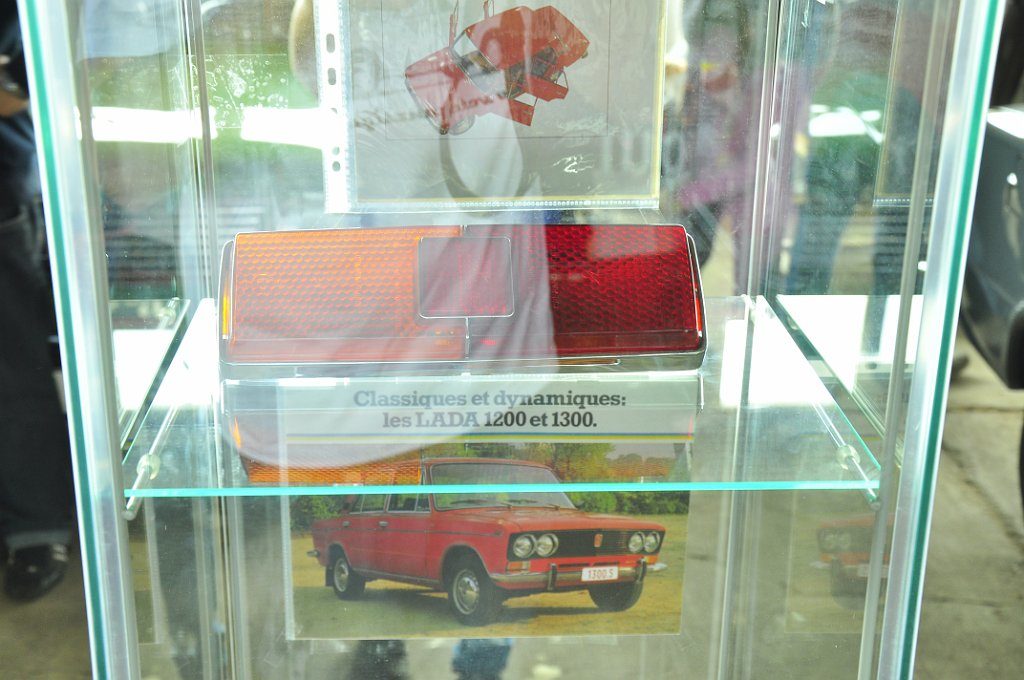 Classiques et dynamiques:
les LADA 1200 et 1300.
1300 S